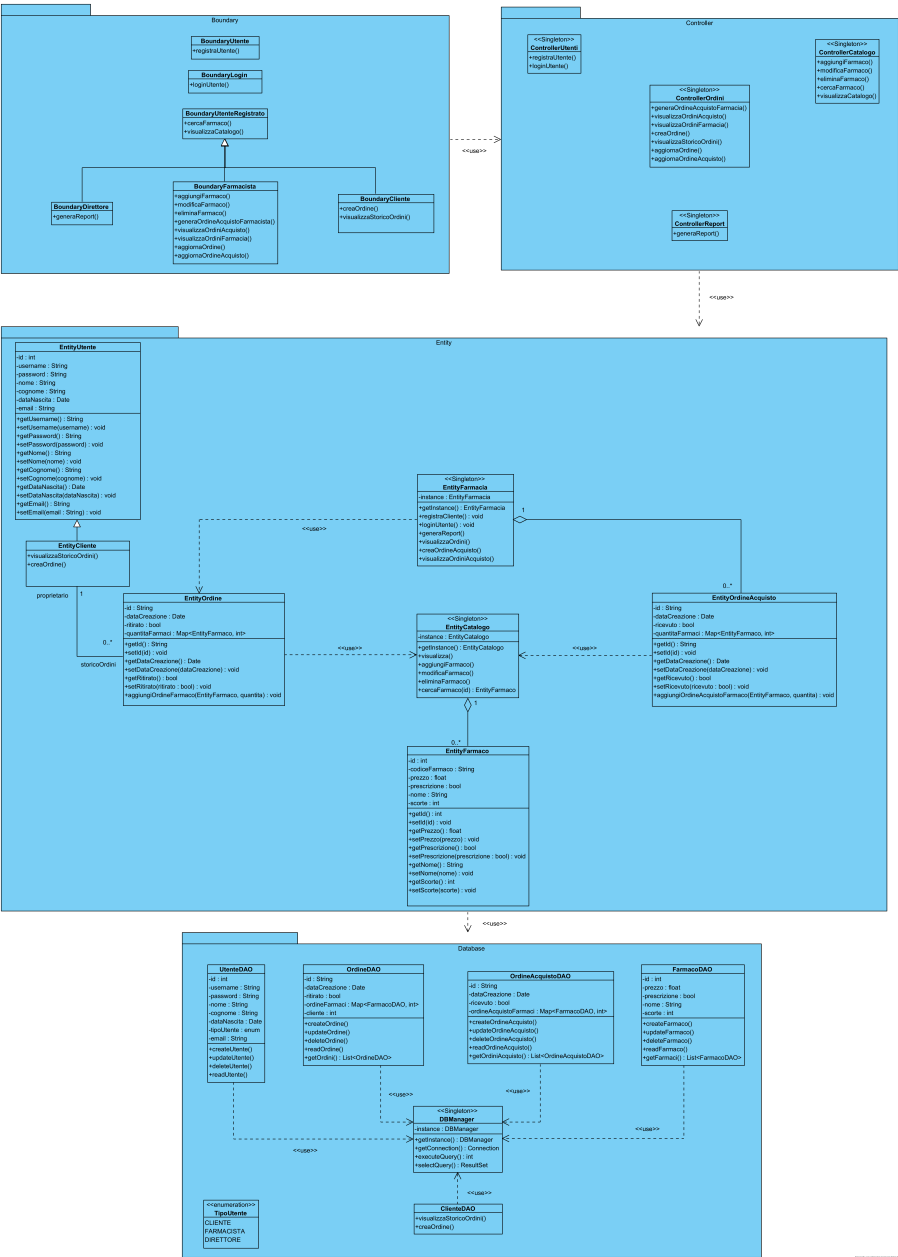 Boundary
BoundaryUtente
+registraUtente()
BoundaryLogin
+loginUtente()
BoundaryUtenteRegistrato
+cercaFarmaco()
+visualizzaCatalogo()
BoundaryDirettore
+generaReport()
BoundaryFarmacista
+aggiungiFarmaco()
+modificaFarmaco()
+eliminaFarmaco()
+generaOrdineAcquistoFarmacista()
+visualizzaOrdiniAcquisto()
+visualizzaOrdiniFarmacia()
+aggiornaOrdine()
+aggiornaOrdineAcquisto()
BoundaryCliente
+creaOrdine()
+visualizzaStoricoOrdini()
<<use>>
Controller
<<Singleton>>
ControllerUtenti
+registraUtente()
+loginUtente()
<<Singleton>>
ControllerCatalogo
+aggiungiFarmaco()
+modificaFarmaco()
+eliminaFarmaco()
+cercaFarmaco()
+visualizzaCatalogo()
<<Singleton>>
ControllerOrdini
+generaOrdineAcquistoFarmacia()
+visualizzaOrdiniAcquisto()
+visualizzaOrdiniFarmacia()
+creaOrdine()
+visualizzaStoricoOrdini()
+aggiornaOrdine()
+aggiornaOrdineAcquisto()
<<Singleton>>
ControllerReport
+generaReport()
<<use>>
Entity
EntityUtente
-id : int
-username : String
-password : String
-nome : String
-cognome : String
-dataNascita : Date
-email : String
+getUsername() : String
+setUsername(username) : void
+getPassword() : String
+setPassword(password) : void
+getNome() : String
+setNome(nome) : void
+getCognome() : String
+setCognome(cognome) : void
+getDataNascita() : Date
+setDataNascita(dataNascita) : void
+getEmail() : String
+setEmail(email : String) : void
EntityCliente
+visualizzaStoricoOrdini()
+creaOrdine()
proprietario
1
0..*
storicoOrdini
<<Singleton>>
EntityFarmacia
-instance : EntityFarmacia
+getInstance() : EntityFarmacia
+registraCliente() : void
+loginUtente() : void
+generaReport()
+visualizzaOrdini()
+creaOrdineAcquisto()
+visualizzaOrdiniAcquisto()
<<use>>
1
0..*
EntityOrdine
-id : String
-dataCreazione : Date
-ritirato : bool
-quantitaFarmaci : Map<EntityFarmaco, int>
+getId() : String
+setId(id) : void
+getDataCreazione() : Date
+setDataCreazione(dataCreazione) : void
+getRitirato() : bool
+setRitirato(ritirato : bool) : void
+aggiungiOrdineFarmaco(EntityFarmaco, quantita) : void
<<use>>
<<Singleton>>
EntityCatalogo
-instance : EntityCatalogo
+getInstance() : EntityCatalogo
+visualizza()
+aggiungiFarmaco()
+modificaFarmaco()
+eliminaFarmaco()
+cercaFarmaco(id) : EntityFarmaco
<<use>>
EntityOrdineAcquisto
-id : String
-dataCreazione : Date
-ricevuto : bool
-quantitaFarmaci : Map<EntityFarmaco, int>
+getId() : String
+setId(id) : void
+getDataCreazione() : Date
+setDataCreazione(dataCreazione) : void
+getRicevuto() : bool
+setRicevuto(ricevuto : bool) : void
+aggiungiOrdineAcquistoFarmaco(EntityFarmaco, quantita) : void
1
0..*
EntityFarmaco
-id : int
-codiceFarmaco : String
-prezzo : float
-prescrizione : bool
-nome : String
-scorte : int
+getId() : int
+setId(id) : void
+getPrezzo() : float
+setPrezzo(prezzo) : void
+getPrescrizione() : bool
+setPrescrizione(prescrizione : bool) : void
+getNome() : String
+setNome(nome) : void
+getScorte() : int
+setScorte(scorte) : void
<<use>>
Database
UtenteDAO
-id : int
-username : String
-password : String
-nome : String
-cognome : String
-dataNascita : Date
-tipoUtente : enum
-email : String
+createUtente()
+updateUtente()
+deleteUtente()
+readUtente()
OrdineDAO
-id : String
-dataCreazione : Date
-ritirato : bool
-ordineFarmaci : Map<FarmacoDAO, int>
-cliente : int
+createOrdine()
+updateOrdine()
+deleteOrdine()
+readOrdine()
+getOrdini() : List<OrdineDAO>
OrdineAcquistoDAO
-id : String
-dataCreazione : Date
-ricevuto : bool
-ordineAcquistoFarmaci : Map<FarmacoDAO, int>
+createOrdineAcquisto()
+updateOrdineAcquisto()
+deleteOrdineAcquisto()
+readOrdineAcquisto()
+getOrdiniAcquisto() : List<OrdineAcquistoDAO>
FarmacoDAO
-id : int
-prezzo : float
-prescrizione : bool
-nome : String
-scorte : int
+createFarmaco()
+updateFarmaco()
+deleteFarmaco()
+readFarmaco()
+getFarmaci() : List<FarmacoDAO>
<<use>>
<<use>>
<<use>>
<<use>>
<<Singleton>>
DBManager
-instance : DBManager
+getInstance() : DBManager
+getConnection() : Connection
+executeQuery() : int
+selectQuery() : ResultSet
<<use>>
ClienteDAO
+visualizzaStoricoOrdini()
+creaOrdine()
<<enumeration>>
TipoUtente
CLIENTE
FARMACISTA
DIRETTORE